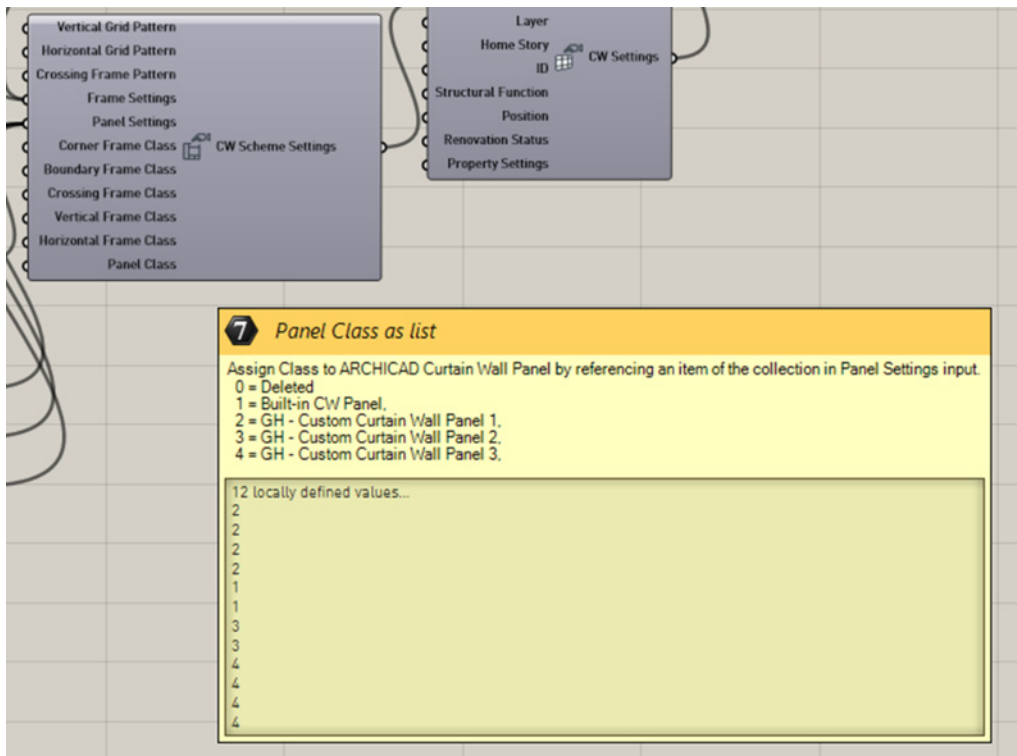 Vertical Grid Pattern
Horizontal Grid Pattern
Crossing Frame Pattern
Frame Settings
Panel Settings
Corner Frame Class
CW Scheme Settings
Boundary Frame Class
Crossing Frame Class
Vertical Frame Class
Horizontal Frame Class
Panel Class
Layer
Home Story
ID
CW Settings
Structural Function
Position
Renovation Status
Property Settings
7 Panel Class as list
Assign Class to ARCHICAD Curtain Wall Panel by referencing an item of the collection in Panel Settings input.
0 = Deleted
1 = Built-in CW Panel,
2 = GH - Custom Curtain Wall Panel 1,
3 = GH - Custom Curtain Wall Panel 2,
4 = GH - Custom Curtain Wall Panel 3,
12 locally defined values...
2
2
2
2
1
1
3
3
4
4
4
4